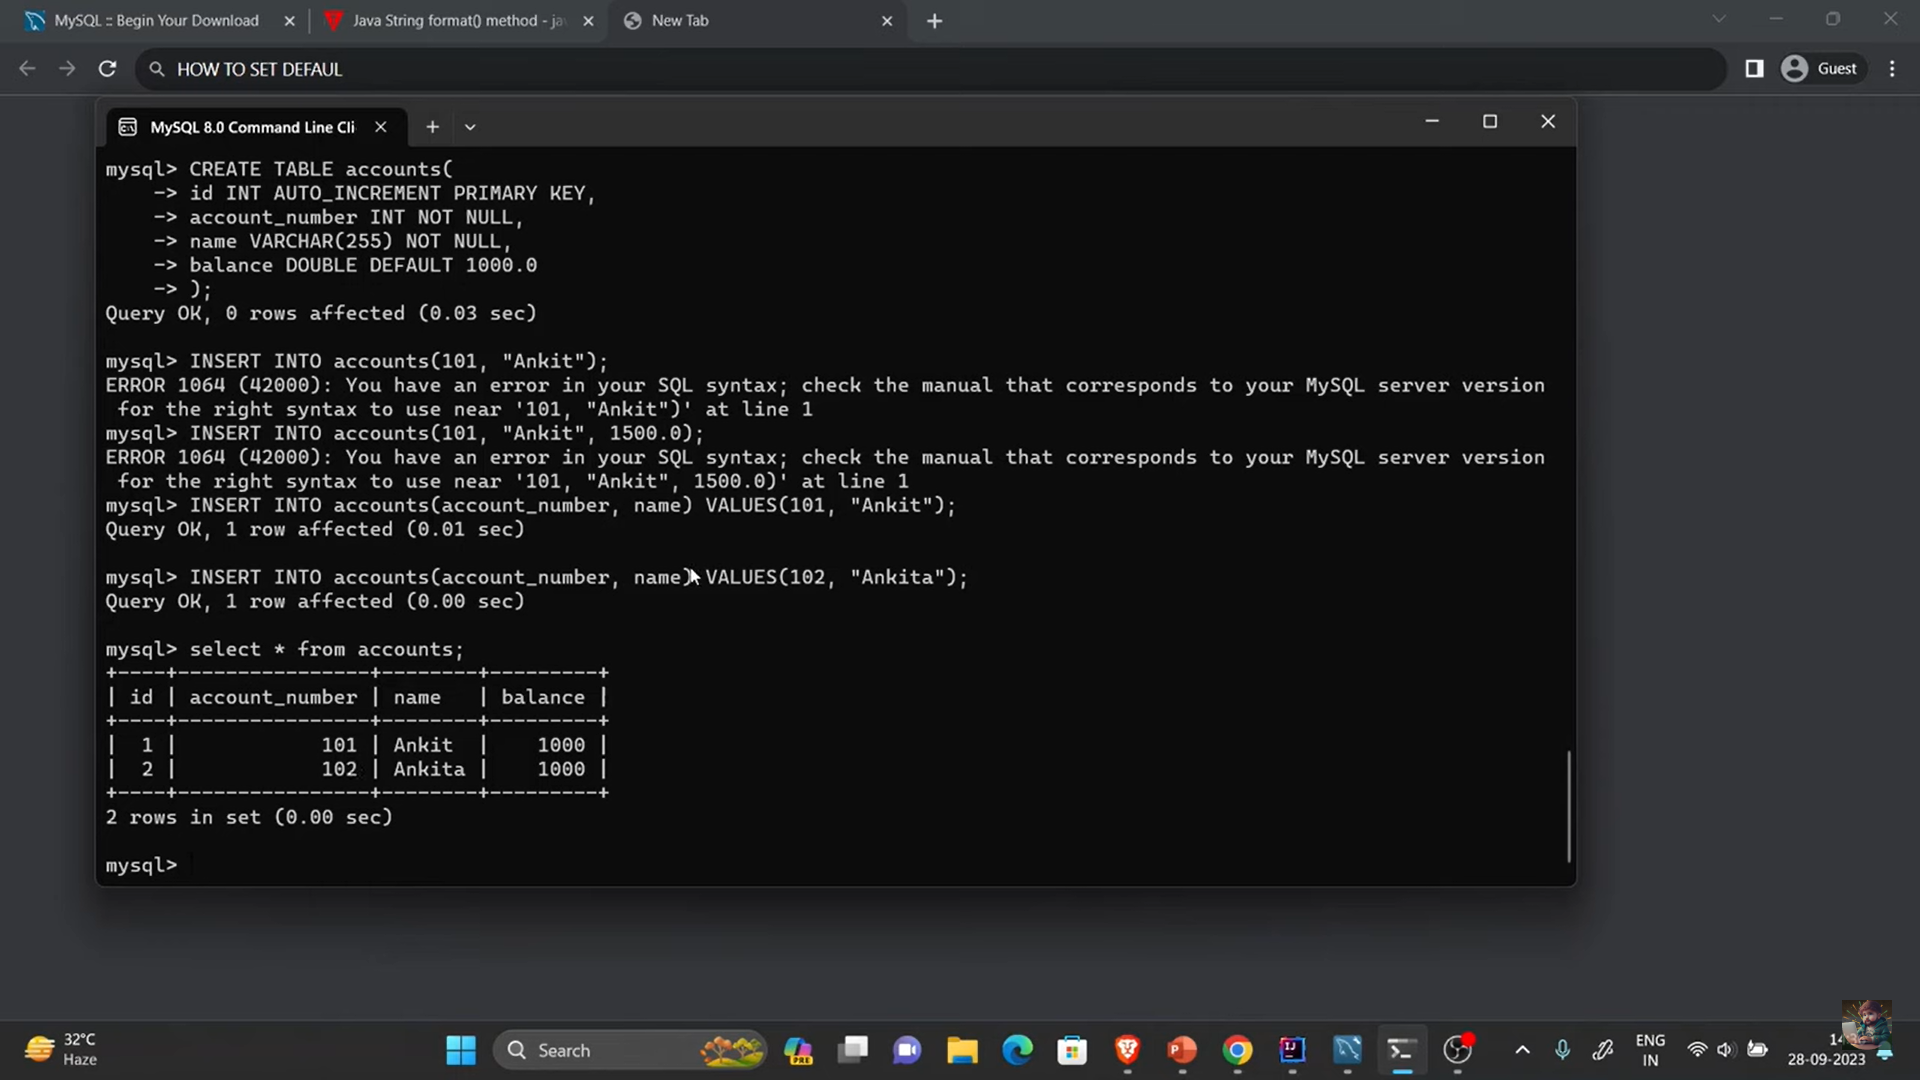 MySQL :: Begin Your Download
Java String format() method - ja
New Tab
HOW TO SET DEFAUL
Guest
MySQL 8.0 Command Line Cli
mysql> CREATE TABLE accounts(
-> id INT AUTO_INCREMENT PRIMARY KEY,
-> account_number INT NOT NULL,
-> name VARCHAR(255) NOT NULL,
-> balance DOUBLE DEFAULT 1000.0
-> );
Query OK, 0 rows affected (0.03 sec)
mysql> INSERT INTO accounts(101, "Ankit");
ERROR 1064 (42000): You have an error in your SQL syntax; check the manual that corresponds to your MySQL server version
for the right syntax to use near '101, "Ankit")' at line 1
mysql> INSERT INTO accounts(101, "Ankit", 1500.0);
ERROR 1064 (42000): You have an error in your SQL syntax; check the manual that corresponds to your MySQL server version
for the right syntax to use near '101, "Ankit", 1500.0)' at line 1
mysql> INSERT INTO accounts(account_number, name) VALUES(101, "Ankit");
Query OK, 1 row affected (0.01 sec)
mysql> INSERT INTO accounts(account_number, name) VALUES(102, "Ankita");
Query OK, 1 row affected (0.00 sec)
mysql> select * from accounts;
+----+----------------+--------+---------+
| id | account_number | name   | balance |
+----+----------------+--------+---------+
|  1 |            101 | Ankit  |    1000 |
|  2 |            102 | Ankita |    1000 |
+----+----------------+--------+---------+
2 rows in set (0.00 sec)
mysql>
32°C
Haze
Search
PRE
ENG
IN
28-09-2023